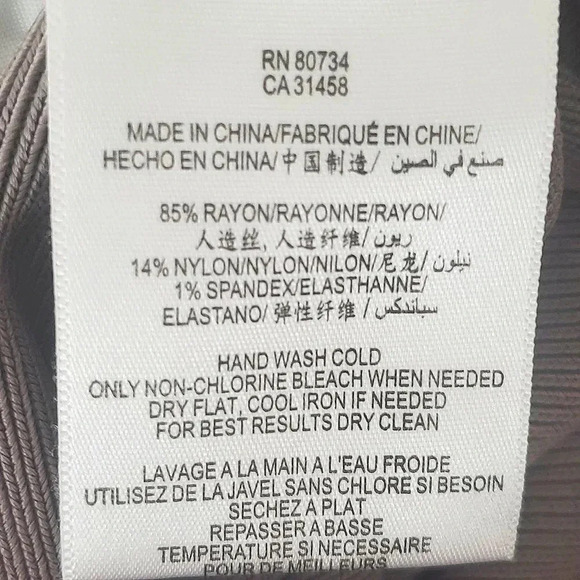 RN 80734
CA 31458
MADE IN CHINA/FABRIQUÉ EN CHINE/
HECHO EN CHINA/中国制造/ صنع في الصين
85% RAYON/RAYONNE/RAYON/
人造丝, 人造纤维/ ريون/
14% NYLON/NYLON/NILON/尼龙/ نيلون/
1% SPANDEX/ELASTHANNE/
ELASTANO/ 弹性纤维 / سباندكس
HAND WASH COLD
ONLY NON-CHLORINE BLEACH WHEN NEEDED
DRY FLAT, COOL IRON IF NEEDED
FOR BEST RESULTS DRY CLEAN
LAVAGE A LA MAIN A L'EAU FROIDE
UTILISEZ DE LA JAVEL SANS CHLORE SI BESOIN
SECHEZ A PLAT
REPASSER A BASSE
TEMPERATURE SI NECESSAIRE
POUR DE MEILLEURS